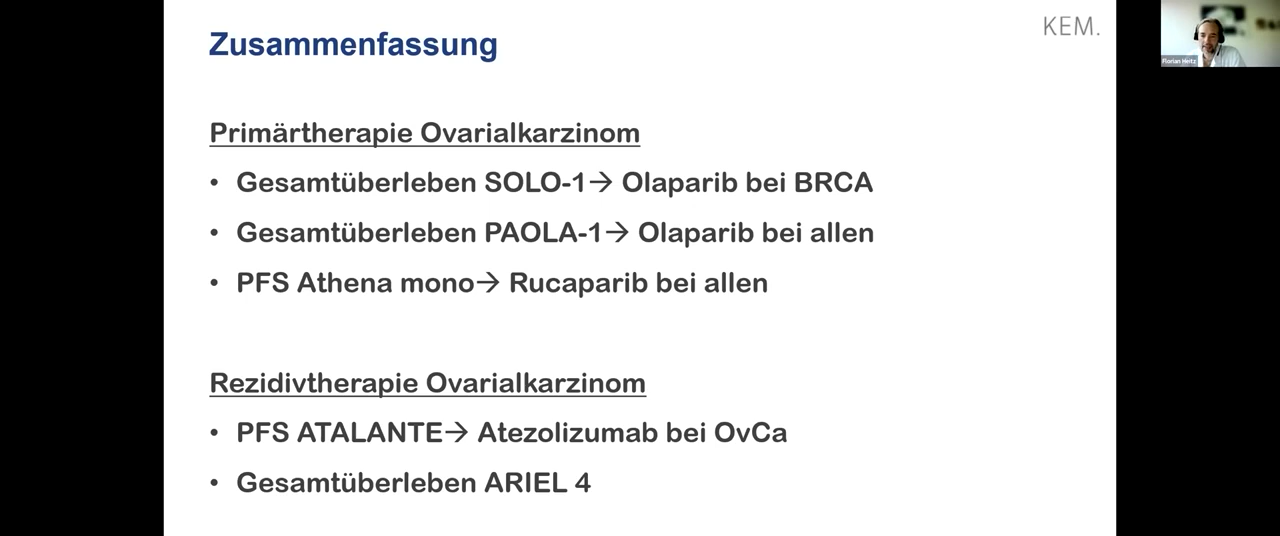 KEM.
Zusammenfassung
Florian Heitz
Primärtherapie Ovarialkarzinom
• Gesamtüberleben SOLO-1→ Olaparib bei BRCA
• Gesamtüberleben PAOLA-1→ Olaparib bei allen
• PFS Athena mono→ Rucaparib bei allen
Rezidivtherapie Ovarialkarzinom
• PFS ATALANTE→ Atezolizumab bei OvCa
• Gesamtüberleben ARIEL 4